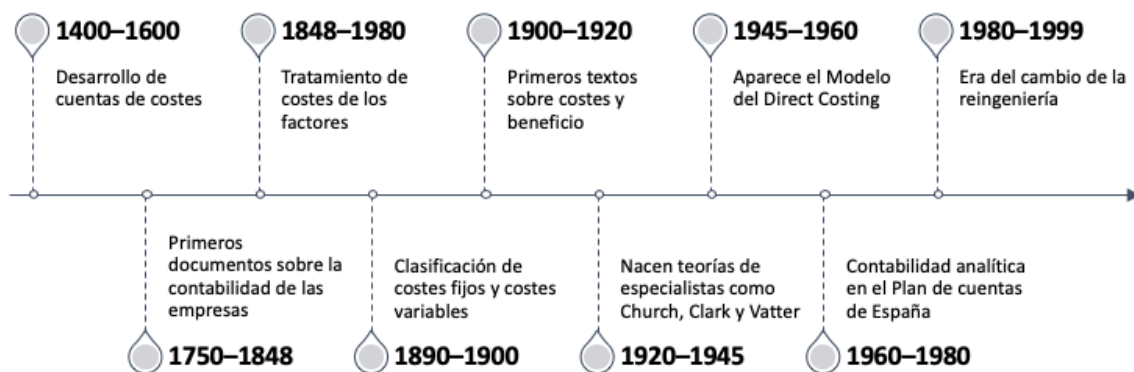 1400–1600
Desarrollo de
cuentas de costes
1848–1980
Tratamiento de
costes de los
factores
1900–1920
Primeros textos
sobre costes y
beneficio
1945–1960
Aparece el Modelo
del Direct Costing
1980–1999
Era del cambio de la
reingeniería
Primeros
documentos sobre la
contabilidad de las
empresas
1750–1848
Clasificación de
costes fijos y costes
variables
1890–1900
Nacen teorías de
especialistas como
Church, Clark y Vatter
1920–1945
Contabilidad analítica
en el Plan de cuentas
de España
1960–1980